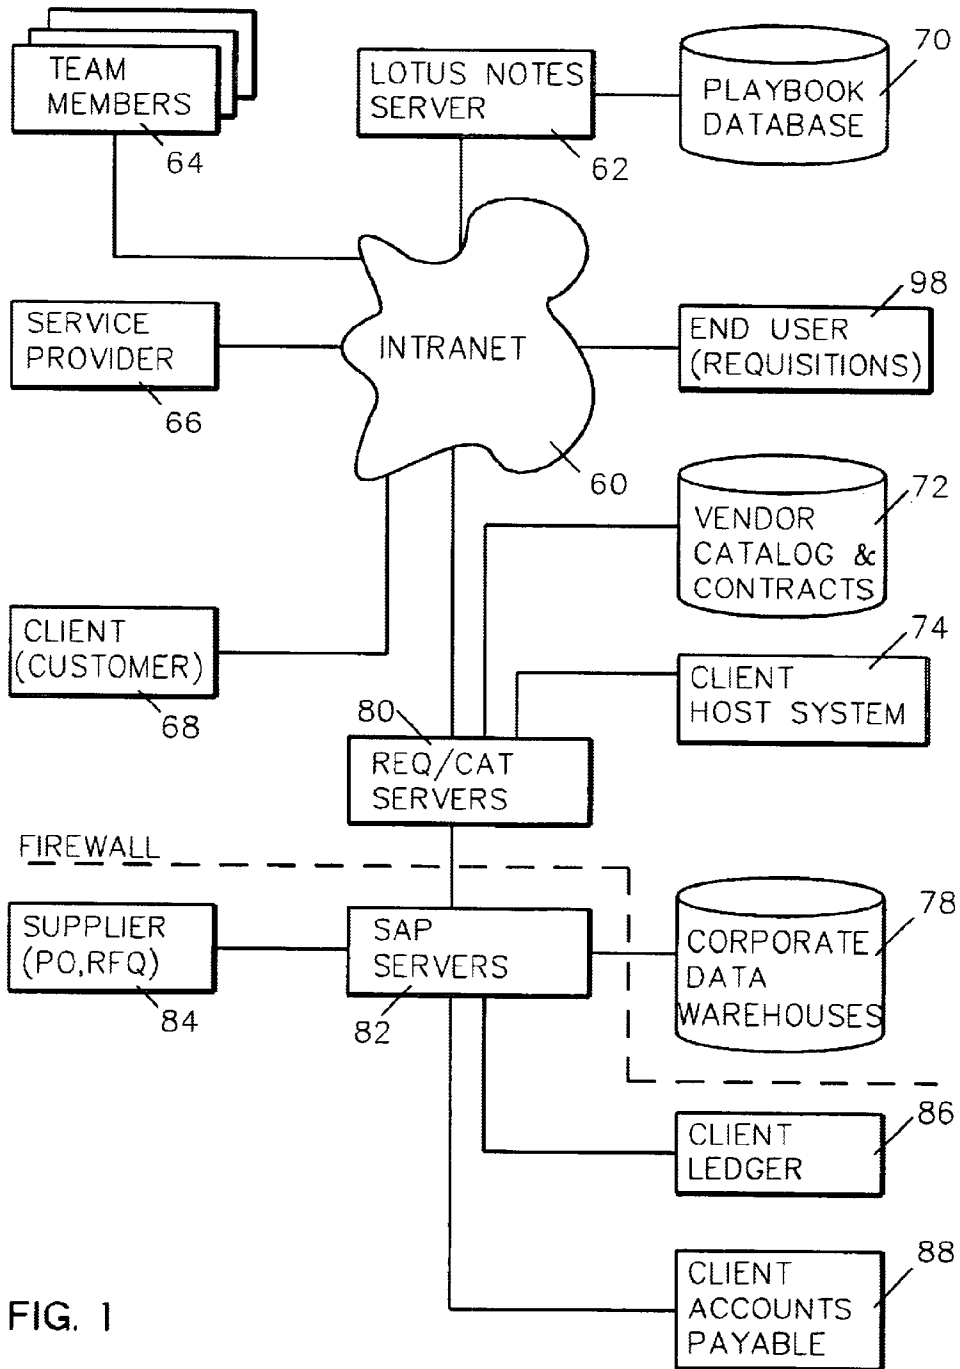 TEAM
MEMBERS
64
LOTUS NOTES
SERVER
62
70
PLAYBOOK
DATABASE
SERVICE
PROVIDER
66
INTRANET
60
98
END USER
(REQUISITIONS)
72
VENDOR
CATALOG &
CONTRACTS
CLIENT
(CUSTOMER)
68
74
CLIENT
HOST SYSTEM
80
REQ/CAT
SERVERS
FIREWALL
SUPPLIER
(PO,RFQ)
84
SAP
SERVERS
82
78
CORPORATE
DATA
WAREHOUSES
86
CLIENT
LEDGER
88
CLIENT
ACCOUNTS
PAYABLE
FIG. 1